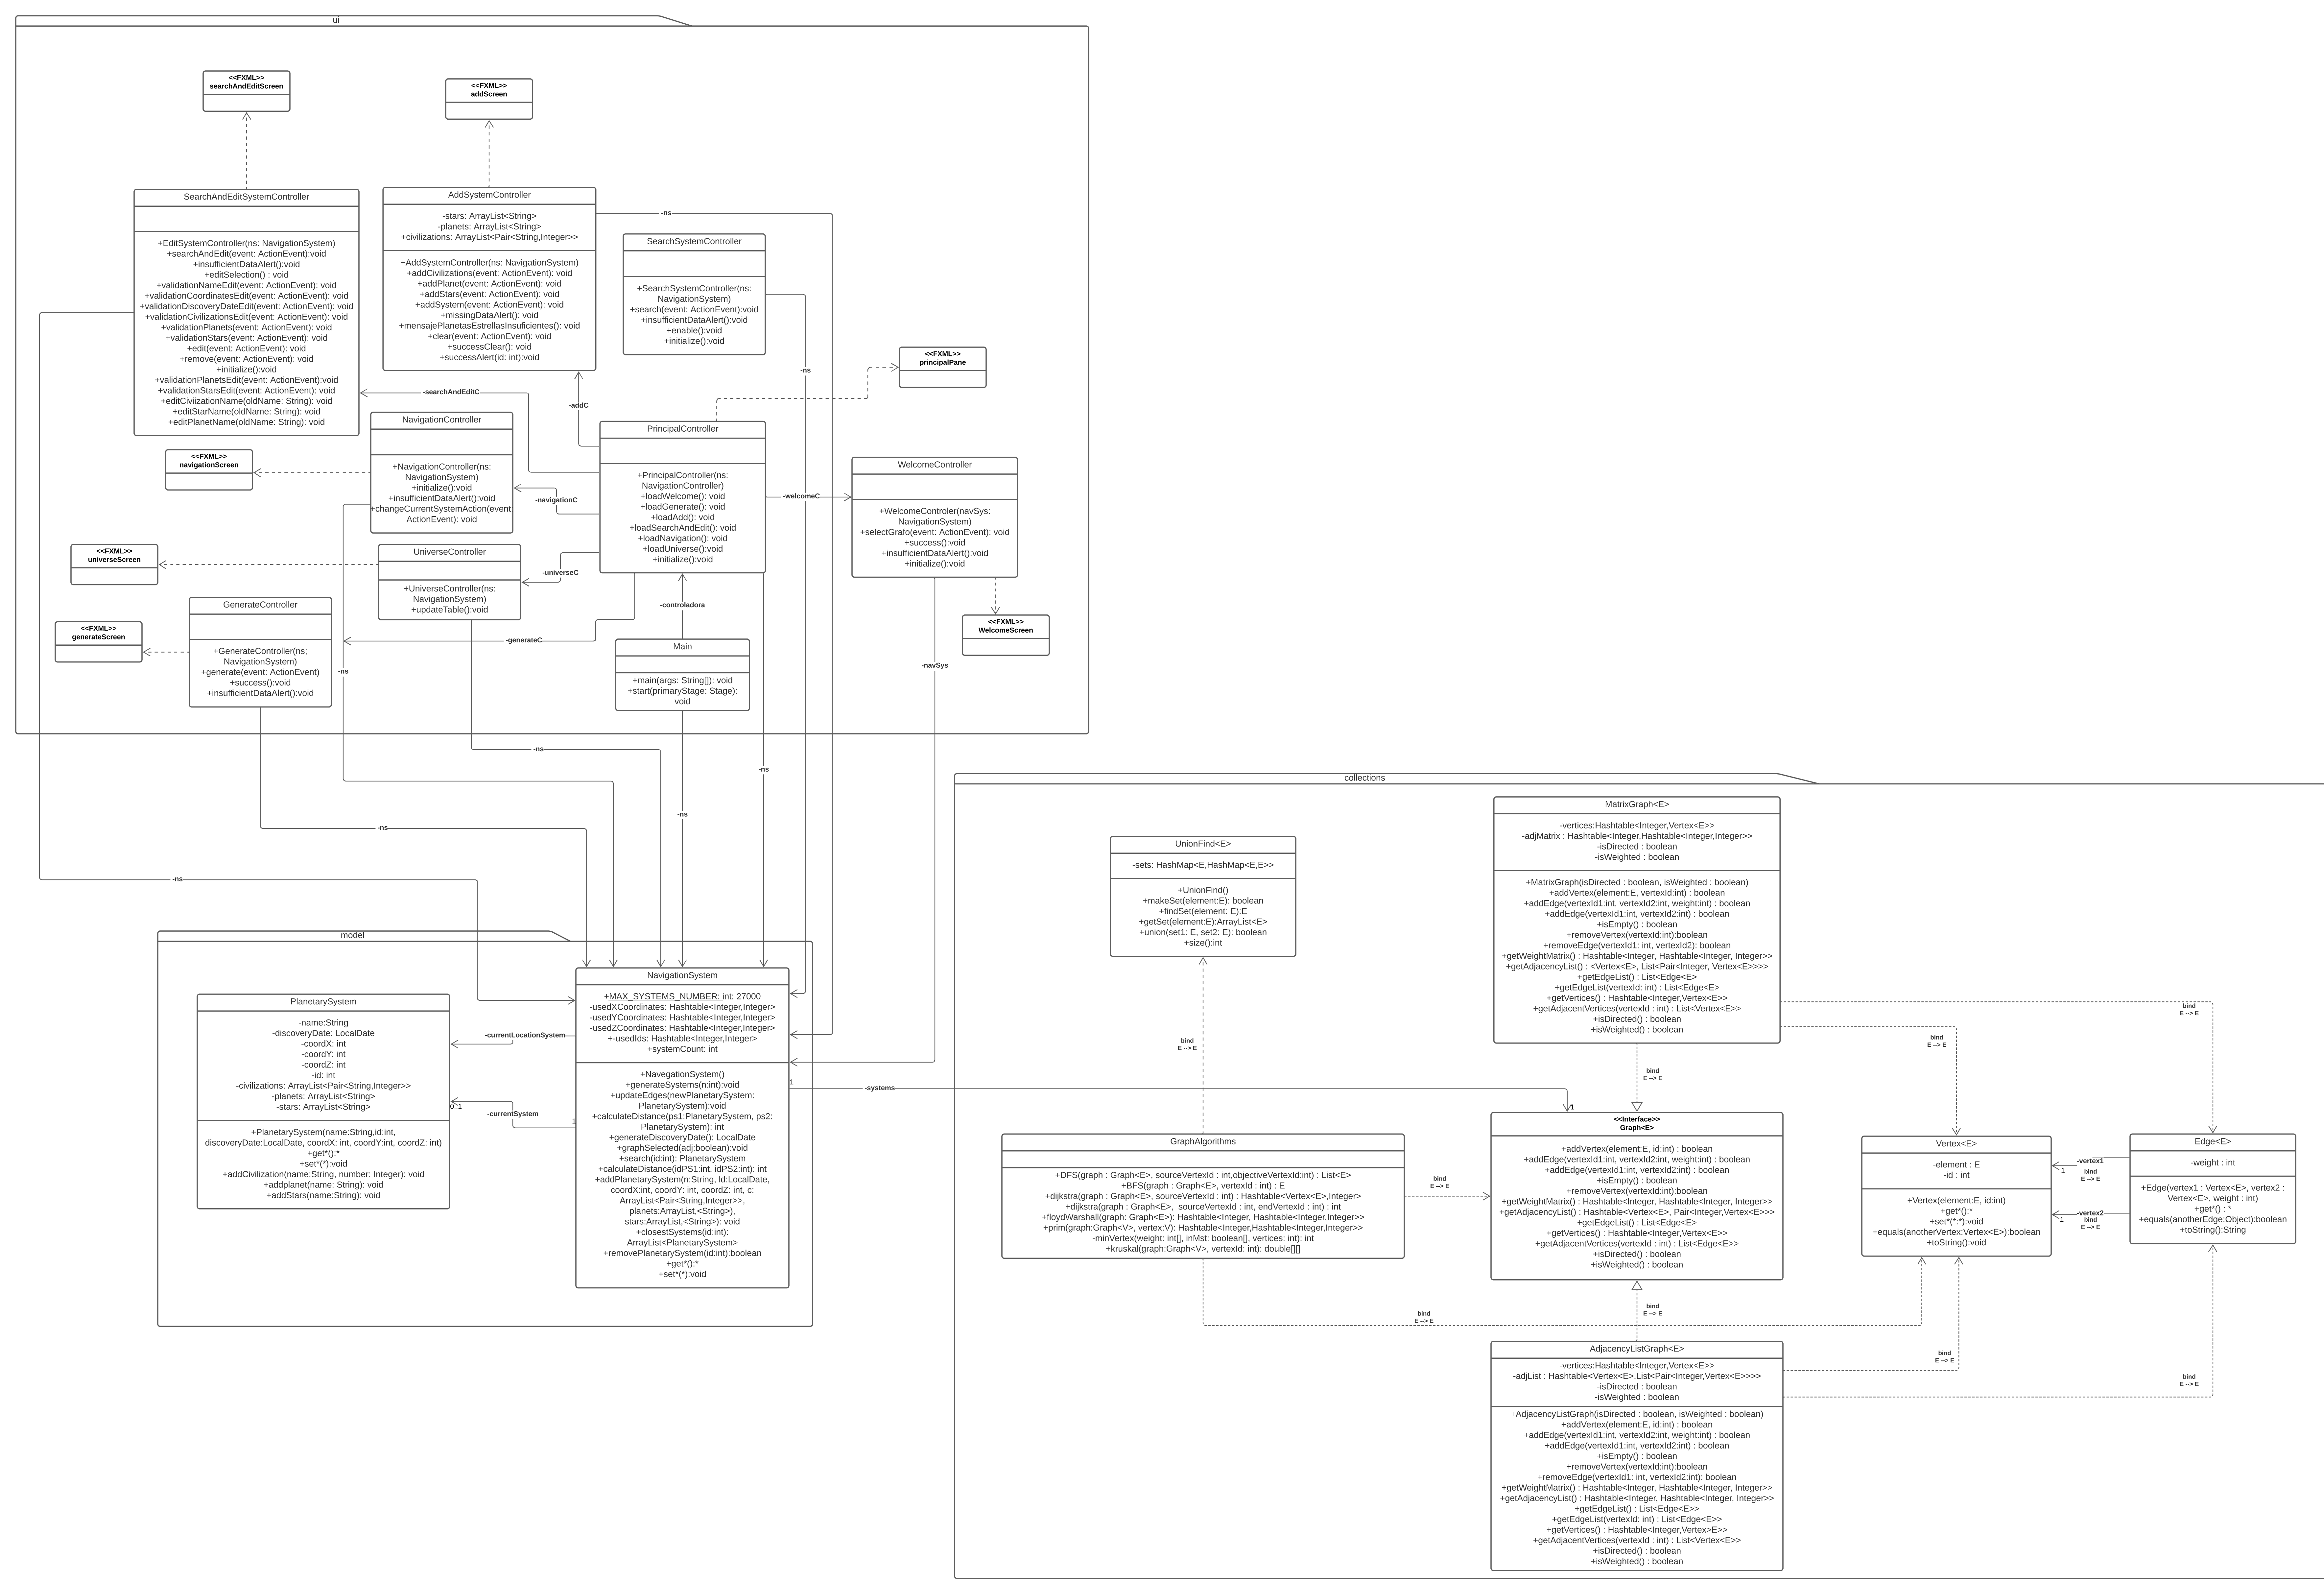 ui
<<FXML>>
searchAndEditScreen
<<FXML>>
addScreen
SearchAndEditSystemController
+EditSystemController(ns: NavigationSystem)
+searchAndEdit(event: ActionEvent):void
+insufficientDataAlert():void
+editSelection() : void
+validationNameEdit(event: ActionEvent): void
+validationCoordinatesEdit(event: ActionEvent): void
+validationDiscoveryDateEdit(event: ActionEvent): void
+validationCivilizationsEdit(event: ActionEvent): void
+validationPlanets(event: ActionEvent): void
+validationStars(event: ActionEvent): void
+edit(event: ActionEvent): void
+remove(event: ActionEvent): void
+initialize():void
+validationPlanetsEdit(event: ActionEvent):void
+validationStarsEdit(event: ActionEvent): void
+editCiviizationName(oldName: String): void
+editStarName(oldName: String): void
+editPlanetName(oldName: String): void
AddSystemController
-stars: ArrayList<String>
-planets: ArrayList<String>
+civilizations: ArrayList<Pair<String,Integer>>
+AddSystemController(ns: NavigationSystem)
+addCivilizations(event: ActionEvent): void
+addPlanet(event: ActionEvent): void
+addStars(event: ActionEvent): void
+addSystem(event: ActionEvent): void
+missingDataAlert(): void
+mensajePlanetasEstrellasInsuficientes(): void
+clear(event: ActionEvent): void
+successClear(): void
+successAlert(id: int):void
-ns
SearchSystemController
+SearchSystemController(ns:
NavigationSystem)
+search(event: ActionEvent):void
+insufficientDataAlert():void
+enable():void
+initialize():void
-ns
<<FXML>>
principalPane
-searchAndEditC
-addC
NavigationController
+NavigationController(ns:
NavigationSystem)
+initialize():void
+insufficientDataAlert():void
+changeCurrentSystemAction(event:
ActionEvent): void
<<FXML>>
navigationScreen
PrincipalController
+PrincipalController(ns:
NavigationController)
+loadWelcome(): void
+loadGenerate(): void
+loadAdd(): void
+loadSearchAndEdit(): void
+loadNavigation(): void
+loadUniverse():void
+initialize():void
-navigationC
-welcomeC
WelcomeController
+WelcomeControler(navSys:
NavigationSystem)
+selectGrafo(event: ActionEvent): void
+success():void
+insufficientDataAlert():void
+initialize():void
<<FXML>>
universeScreen
UniverseController
+UniverseController(ns:
NavigationSystem)
+updateTable():void
-universeC
-controladora
<<FXML>>
WelcomeScreen
GenerateController
+GenerateController(ns;
NavigationSystem)
+generate(event: ActionEvent)
+success():void
+insufficientDataAlert():void
<<FXML>>
generateScreen
-generateC
Main
+main(args: String[]): void
+start(primaryStage: Stage):
void
-navSys
-ns
-ns
-ns
-ns
-ns
-ns
model
PlanetarySystem
-name:String
-discoveryDate: LocalDate
-coordX: int
-coordY: int
-coordZ: int
-id: int
-civilizations: ArrayList<Pair<String,Integer>>
-planets: ArrayList<String>
-stars: ArrayList<String>
+PlanetarySystem(name:String,id:int,
discoveryDate:LocalDate, coordX: int, coordY:int, coordZ: int)
+get*():*
+set*(*):void
+addCivilization(name:String, number: Integer): void
+addplanet(name: String): void
+addStars(name:String): void
-currentLocationSystem
0..1
-currentSystem
1
NavigationSystem
+MAX_SYSTEMS_NUMBER: int: 27000
-usedXCoordinates: Hashtable<Integer,Integer>
-usedYCoordinates: Hashtable<Integer,Integer>
-usedZCoordinates: Hashtable<Integer,Integer>
+-usedIds: Hashtable<Integer,Integer>
+systemCount: int
+NavegationSystem()
+generateSystems(n:int):void
+updateEdges(newPlanetarySystem:
PlanetarySystem):void
+calculateDistance(ps1:PlanetarySystem, ps2:
PlanetarySystem): int
+generateDiscoveryDate(): LocalDate
+graphSelected(adj:boolean):void
+search(id:int): PlanetarySystem
+calculateDistance(idPS1:int, idPS2:int): int
+addPlanetarySystem(n:String, ld:LocalDate,
coordX:int, coordY: int, coordZ: int, c:
ArrayList<Pair<String,Integer>>,
planets:ArrayList,<String>),
stars:ArrayList,<String>): void
+closestSystems(id:int):
ArrayList<PlanetarySystem>
+removePlanetarySystem(id:int):boolean
+get*():*
+set*(*):void
1
-systems
1
collections
UnionFind<E>
-sets: HashMap<E,HashMap<E,E>>
+UnionFind()
+makeSet(element:E): boolean
+findSet(element: E):E
+getSet(element:E):ArrayList<E>
+union(set1: E, set2: E): boolean
+size():int
MatrixGraph<E>
-vertices:Hashtable<Integer,Vertex<E>>
-adjMatrix : Hashtable<Integer,Hashtable<Integer,Integer>>
-isDirected : boolean
-isWeighted : boolean
+MatrixGraph(isDirected : boolean, isWeighted : boolean)
+addVertex(element:E, vertexId:int) : boolean
+addEdge(vertexId1:int, vertexId2:int, weight:int) : boolean
+addEdge(vertexId1:int, vertexId2:int) : boolean
+isEmpty() : boolean
+removeVertex(vertexId:int):boolean
+removeEdge(vertexId1: int, vertexId2): boolean
+getWeightMatrix() : Hashtable<Integer, Hashtable<Integer, Integer>>
+getAdjacencyList() : <Vertex<E>, List<Pair<Integer, Vertex<E>>>>
+getEdgeList() : List<Edge<E>
+getEdgeList(vertexId: int) : List<Edge<E>
+getVertices() : Hashtable<Integer,Vertex<E>>
+getAdjacentVertices(vertexId : int) : List<Vertex<E>>
+isDirected() : boolean
+isWeighted() : boolean
bind
E --> E
bind
E --> E
bind
E --> E
bind
E --> E
GraphAlgorithms
+DFS(graph : Graph<E>, sourceVertexId : int,objectiveVertexId:int) : List<E>
+BFS(graph : Graph<E>, vertexId : int) : E
+dijkstra(graph : Graph<E>, sourceVertexId : int) : Hashtable<Vertex<E>,Integer>
+dijkstra(graph : Graph<E>,  sourceVertexId : int, endVertexId : int) : int
+floydWarshall(graph: Graph<E>): Hashtable<Integer, Hashtable<Integer,Integer>>
+prim(graph:Graph<V>, vertex:V): Hashtable<Integer,Hashtable<Integer,Integer>>
-minVertex(weight: int[], inMst: boolean[], vertices: int): int
+kruskal(graph:Graph<V>, vertexId: int): double[][]
bind
E --> E
<<Interface>>
Graph<E>
+addVertex(element:E, id:int) : boolean
+addEdge(vertexId1:int, vertexId2:int, weight:int) : boolean
+addEdge(vertexId1:int, vertexId2:int) : boolean
+isEmpty() : boolean
+removeVertex(vertexId:int):boolean
+getWeightMatrix() : Hashtable<Integer, Hashtable<Integer, Integer>>
+getAdjacencyList() : Hashtable<Vertex<E>, Pair<Integer,Vertex<E>>>
+getEdgeList() : List<Edge<E>
+getVertices() : Hashtable<Integer,Vertex<E>>
+getAdjacentVertices(vertexId : int) : List<Edge<E>>
+isDirected() : boolean
+isWeighted() : boolean
Vertex<E>
-element : E
-id : int
+Vertex(element:E, id:int)
+get*():*
+set*(*:*):void
+equals(anotherVertex:Vertex<E>):boolean
+toString():void
-vertex1
1
bind
E --> E
-vertex2
1
bind
E --> E
Edge<E>
-weight : int
+Edge(vertex1 : Vertex<E>, vertex2 :
Vertex<E>, weight : int)
+get*() : *
+equals(anotherEdge:Object):boolean
+toString():String
bind
E --> E
bind
E --> E
bind
E --> E
bind
E --> E
AdjacencyListGraph<E>
-vertices:Hashtable<Integer,Vertex<E>>
-adjList : Hashtable<Vertex<E>,List<Pair<Integer,Vertex<E>>>>
-isDirected : boolean
-isWeighted : boolean
+AdjacencyListGraph(isDirected : boolean, isWeighted : boolean)
+addVertex(element:E, id:int) : boolean
+addEdge(vertexId1:int, vertexId2:int, weight:int) : boolean
+addEdge(vertexId1:int, vertexId2:int) : boolean
+isEmpty() : boolean
+removeVertex(vertexId:int):boolean
+removeEdge(vertexId1: int, vertexId2:int): boolean
+getWeightMatrix() : Hashtable<Integer, Hashtable<Integer, Integer>>
+getAdjacencyList() : Hashtable<Integer, Hashtable<Integer, Integer>>
+getEdgeList() : List<Edge<E>>
+getEdgeList(vertexId: int) : List<Edge<E>>
+getVertices() : Hashtable<Integer,Vertex>E>>
+getAdjacentVertices(vertexId : int) : List<Vertex<E>>
+isDirected() : boolean
+isWeighted() : boolean